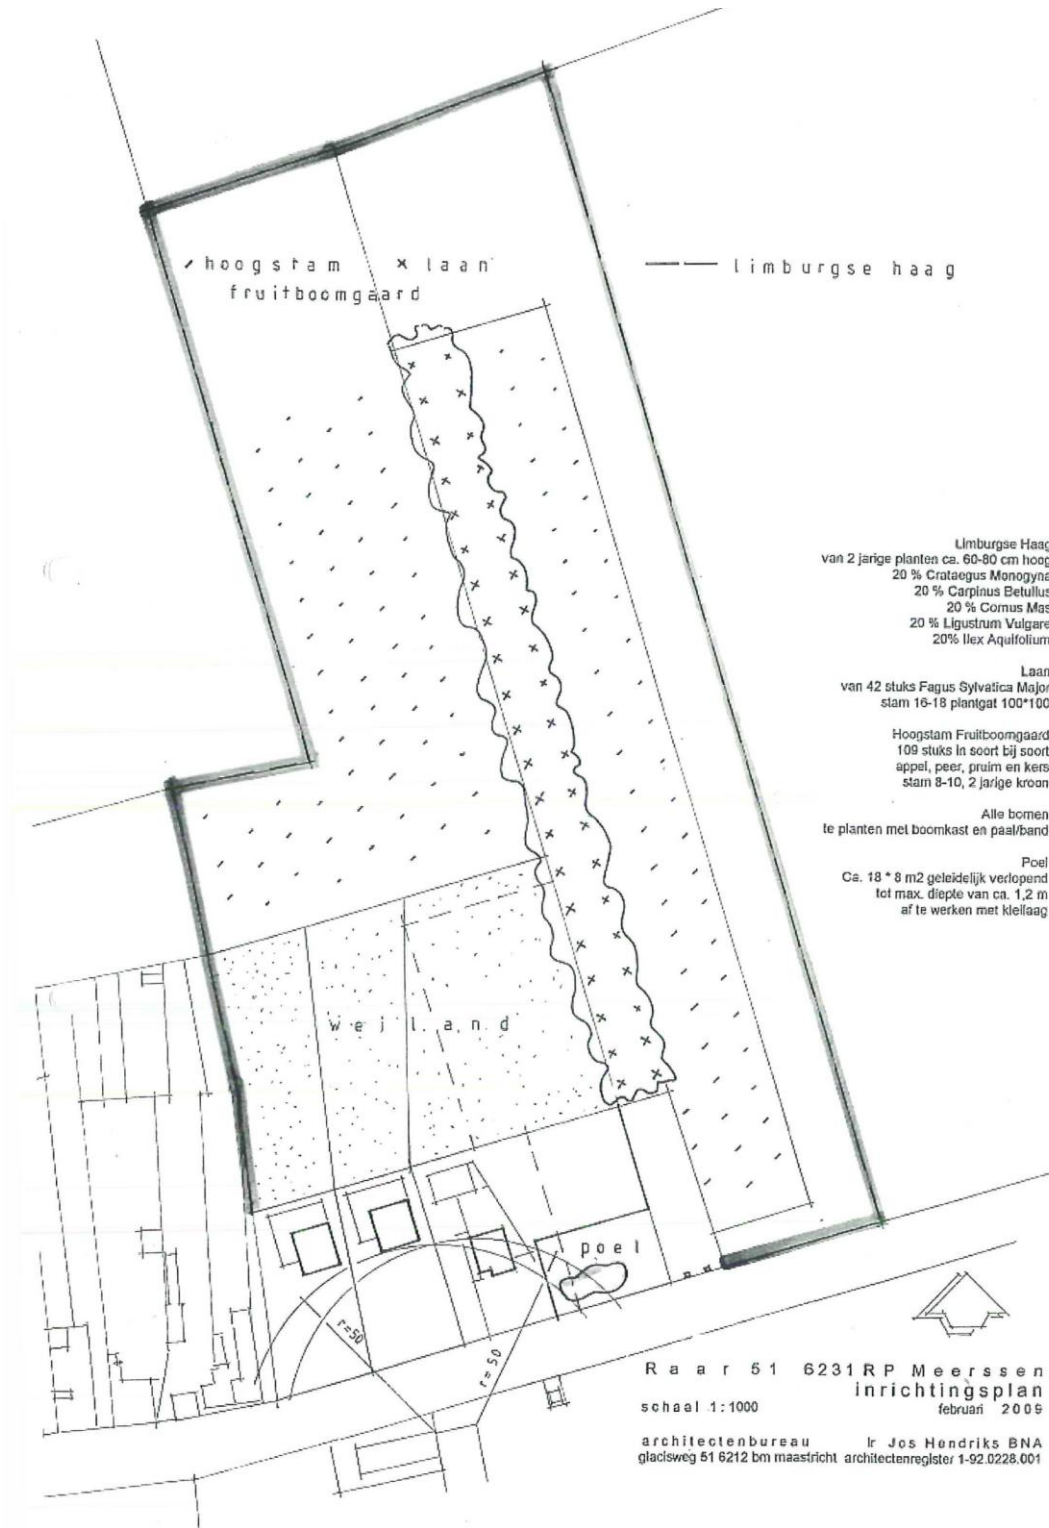 hoogstam
fruitboomgaard
x laan
limburgse haag
Limburgse Haag
van 2 jarige planten ca. 60-80 cm hoog
20 % Crataegus Monogyna
20 % Carpinus Betullus
20 % Cornus Mas
20 % Ligustrum Vulgare
20% Ilex Aquifolium
Laan
van 42 stuks Fagus Sylvatica Major
stam 16-18 plantgat 100*100
Hoogstam Fruitboomgaard
109 stuks in soort bij soort
appel, peer, pruim en kers
stam 8-10, 2 jarige kroon
Alle bomen
te planten met boomkast en paal/band
Poel
Ca. 18 * 8 m2 geleidelijk verlopend
tot max. diepte van ca. 1,2 m
af te werken met kleilaag
weiland
poel
r=50
r=50
Raar 51 6231 RP Meerssen
inrichtingsplan
schaal 1:1000
februari 2009
architectenbureau Ir Jos Hendriks BNA
glacisweg 51 6212 bm maastricht architectenregister 1-92.0228.001